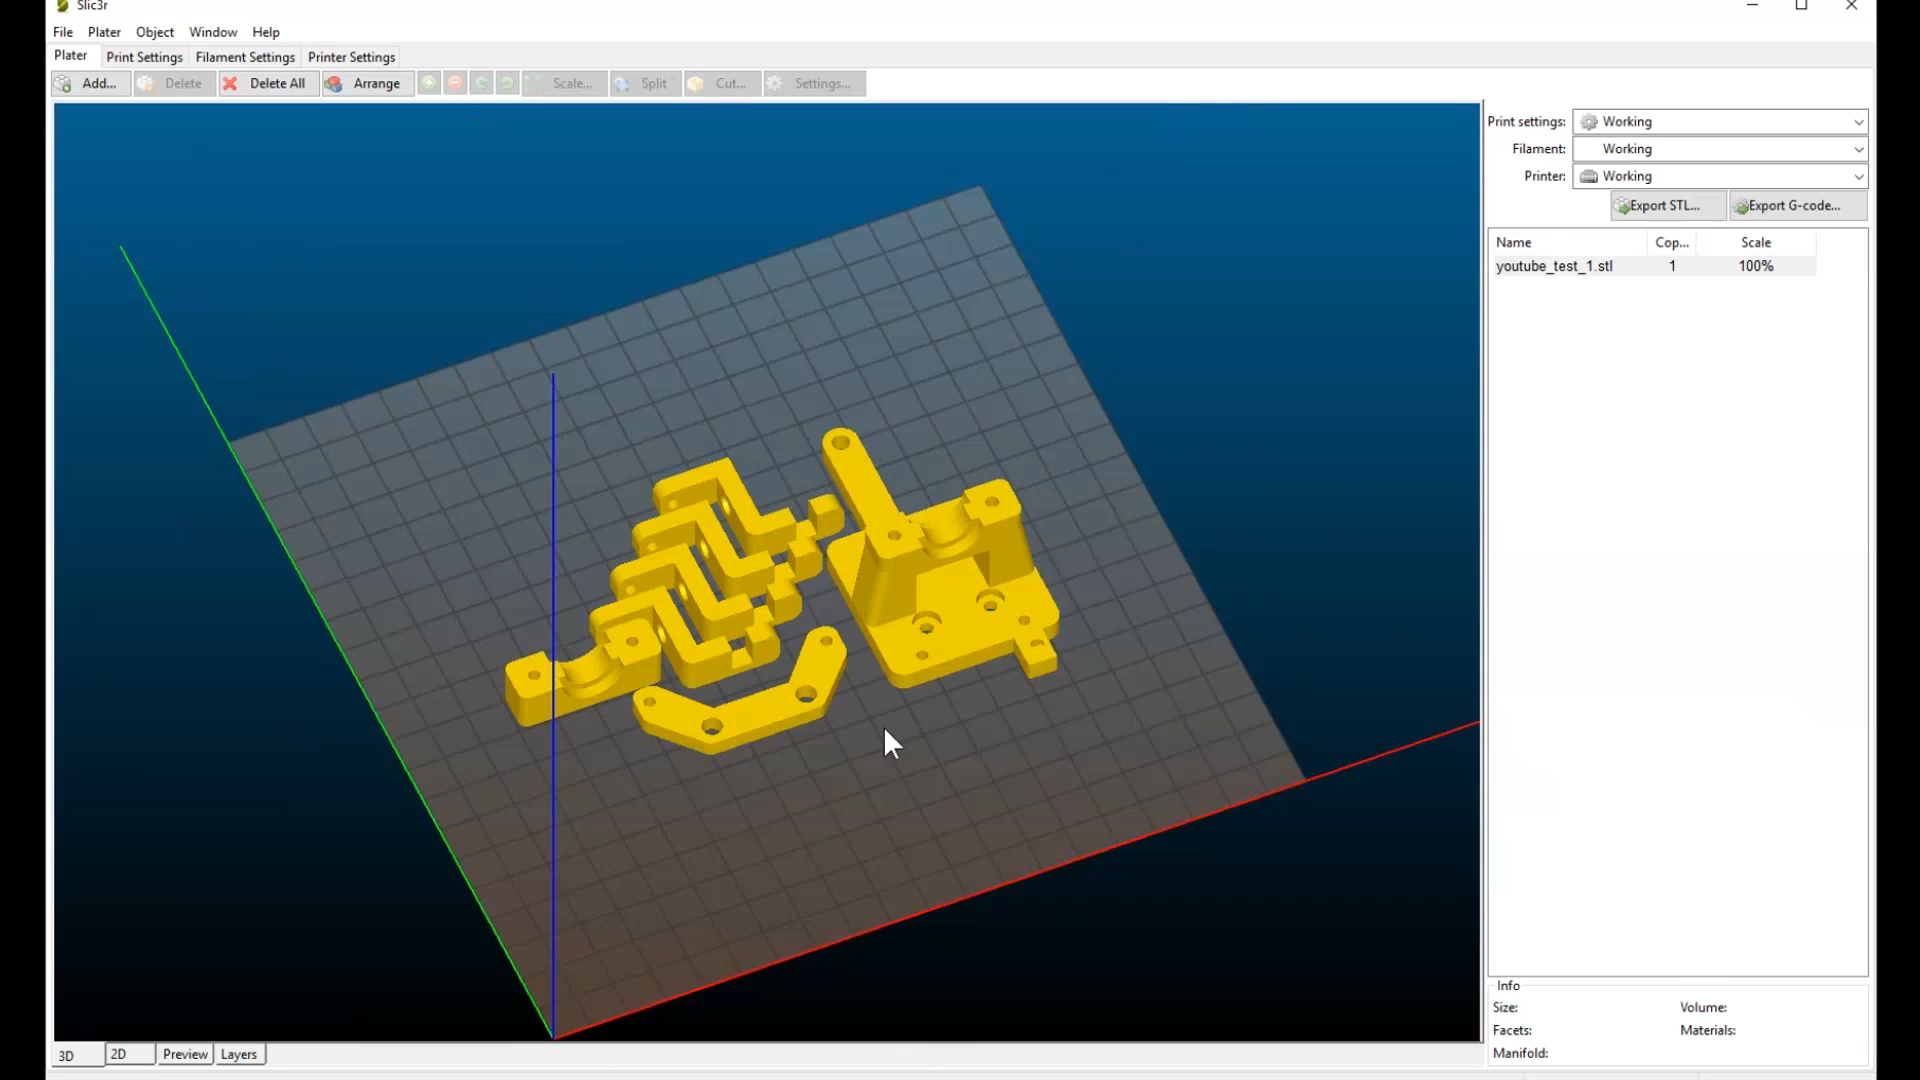 Slic3r
File Plater Object Window Help
Plater Print Settings Filament Settings Printer Settings
Add... Delete Delete All Arrange Scale... Split Cut... Settings...
Print settings: Working
Filament: Working
Printer: Working
Export STL... Export G-code...
Name Cop... Scale
youtube_test_1.stl 1 100%
Info
Size: Volume:
Facets: Materials:
Manifold:
3D 2D Preview Layers